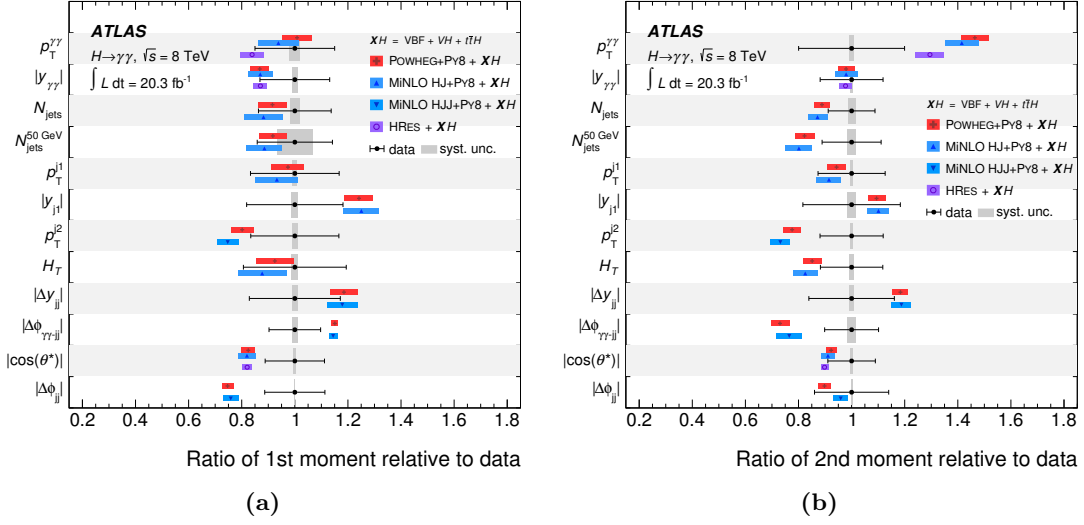 ATLAS
H→γγ, √s = 8 TeV
∫ L dt = 20.3 fb⁻¹
XH = VBF + VH + tt̄H
POWHEG+PY8 + XH
MiNLO HJ+PY8 + XH
MiNLO HJJ+PY8 + XH
HRES + XH
data syst. unc.
p_T^γγ
|y_γγ|
N_jets
N_jets^50 GeV
p_T^j1
|y_j1|
p_T^j2
H_T
|Δy_jj|
|Δϕ_γγ-jj|
|cos(θ*)|
|Δϕ_jj|
0.2 0.4 0.6 0.8 1 1.2 1.4 1.6 1.8
Ratio of 1st moment relative to data
(a)
ATLAS
H→γγ, √s = 8 TeV
∫ L dt = 20.3 fb⁻¹
XH = VBF + VH + tt̄H
POWHEG+PY8 + XH
MiNLO HJ+PY8 + XH
MiNLO HJJ+PY8 + XH
HRES + XH
data syst. unc.
p_T^γγ
|y_γγ|
N_jets
N_jets^50 GeV
p_T^j1
|y_j1|
p_T^j2
H_T
|Δy_jj|
|Δϕ_γγ-jj|
|cos(θ*)|
|Δϕ_jj|
0.2 0.4 0.6 0.8 1 1.2 1.4 1.6 1.8
Ratio of 2nd moment relative to data
(b)